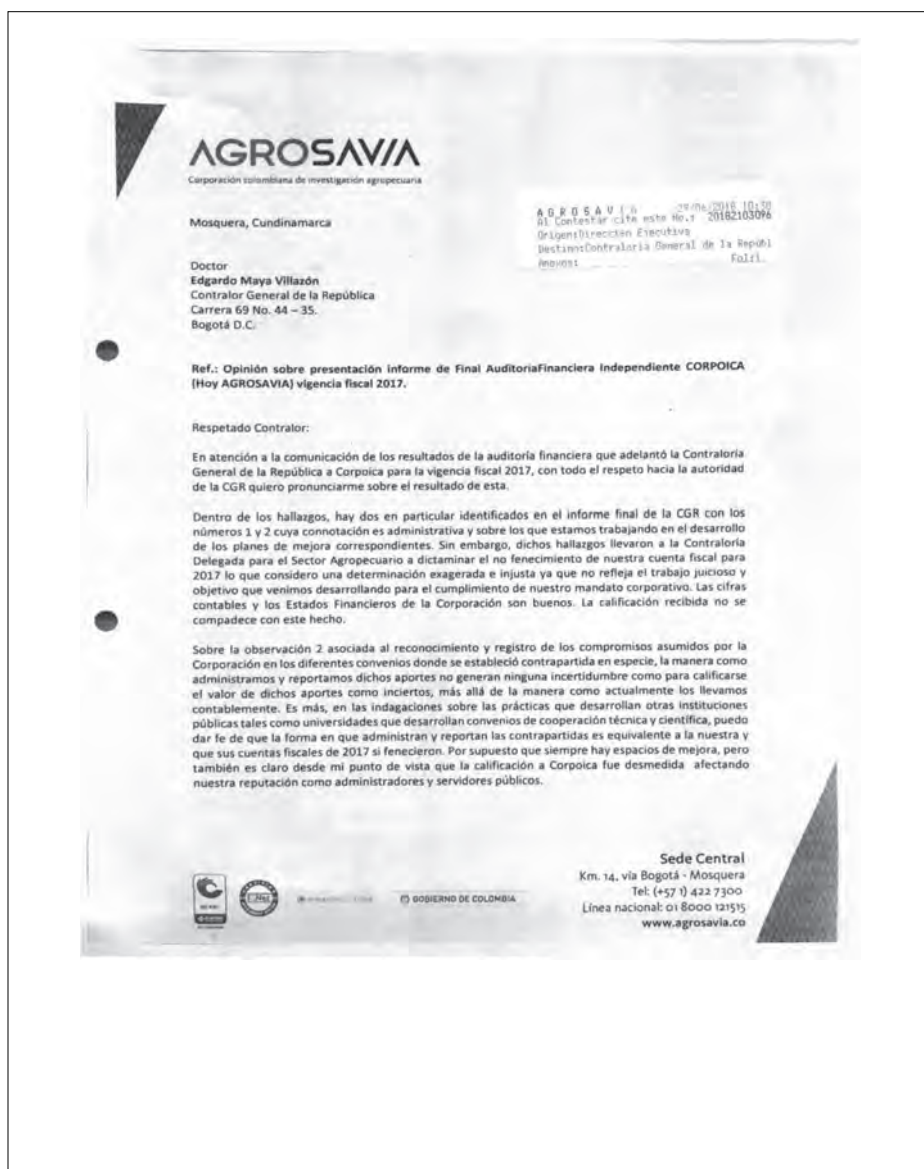 AGROSAVIA
Corporación colombiana de investigación agropecuaria
Mosquera, Cundinamarca
AGROSAVIA 29/06/2018 10:30
Al Contestar cite este No.: 20182103096
Origen:Direccion Ejecutiva
Destino:Contraloria General de la Repúbl
Anexos: Fol:1.
Doctor
Edgardo Maya Villazón
Contralor General de la República
Carrera 69 No. 44 – 35.
Bogotá D.C.
Ref.: Opinión sobre presentación informe de Final AuditoriaFinanciera Independiente CORPOICA
(Hoy AGROSAVIA) vigencia fiscal 2017.
Respetado Contralor:
En atención a la comunicación de los resultados de la auditoría financiera que adelantó la Contraloría
General de la República a Corpoica para la vigencia fiscal 2017, con todo el respeto hacia la autoridad
de la CGR quiero pronunciarme sobre el resultado de esta.
Dentro de los hallazgos, hay dos en particular identificados en el informe final de la CGR con los
números 1 y 2 cuya connotación es administrativa y sobre los que estamos trabajando en el desarrollo
de los planes de mejora correspondientes. Sin embargo, dichos hallazgos llevaron a la Contraloría
Delegada para el Sector Agropecuario a dictaminar el no fenecimiento de nuestra cuenta fiscal para
2017 lo que considero una determinación exagerada e injusta ya que no refleja el trabajo juicioso y
objetivo que venimos desarrollando para el cumplimiento de nuestro mandato corporativo. Las cifras
contables y los Estados Financieros de la Corporación son buenos. La calificación recibida no se
compadece con este hecho.
Sobre la observación 2 asociada al reconocimiento y registro de los compromisos asumidos por la
Corporación en los diferentes convenios donde se estableció contrapartida en especie, la manera como
administramos y reportamos dichos aportes no generan ninguna incertidumbre como para calificarse
el valor de dichos aportes como inciertos, más allá de la manera como actualmente los llevamos
contablemente. Es más, en las indagaciones sobre las prácticas que desarrollan otras instituciones
públicas tales como universidades que desarrollan convenios de cooperación técnica y científica, puedo
dar fe de que la forma en que administran y reportan las contrapartidas es equivalente a la nuestra y
que sus cuentas fiscales de 2017 si fenecieron. Por supuesto que siempre hay espacios de mejora, pero
también es claro desde mi punto de vista que la calificación a Corpoica fue desmedida afectando
nuestra reputación como administradores y servidores públicos.
GOBIERNO DE COLOMBIA
Sede Central
Km. 14, vía Bogotá - Mosquera
Tel: (+57 1) 422 7300
Línea nacional: 01 8000 121515
www.agrosavia.co